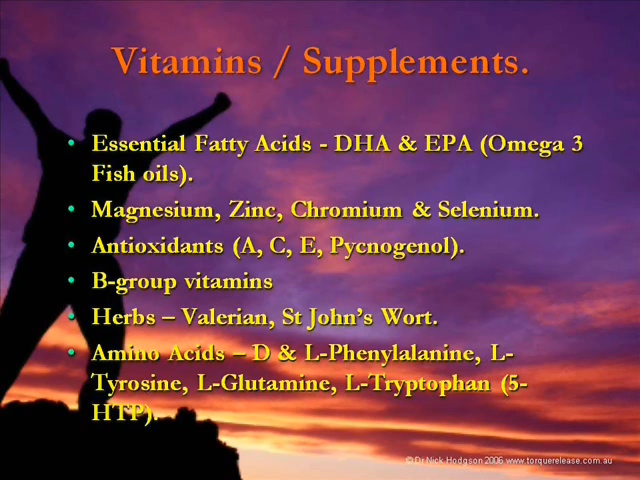 Vitamins / Supplements.
• Essential Fatty Acids - DHA & EPA (Omega 3
Fish oils).
• Magnesium, Zinc, Chromium & Selenium.
• Antioxidants (A, C, E, Pycnogenol).
• B-group vitamins
• Herbs – Valerian, St John's Wort.
• Amino Acids – D & L-Phenylalanine, L-
Tyrosine, L-Glutamine, L-Tryptophan (5-
HTP).
© Dr Nick Hodgson 2006 www.torquerelease.com.au